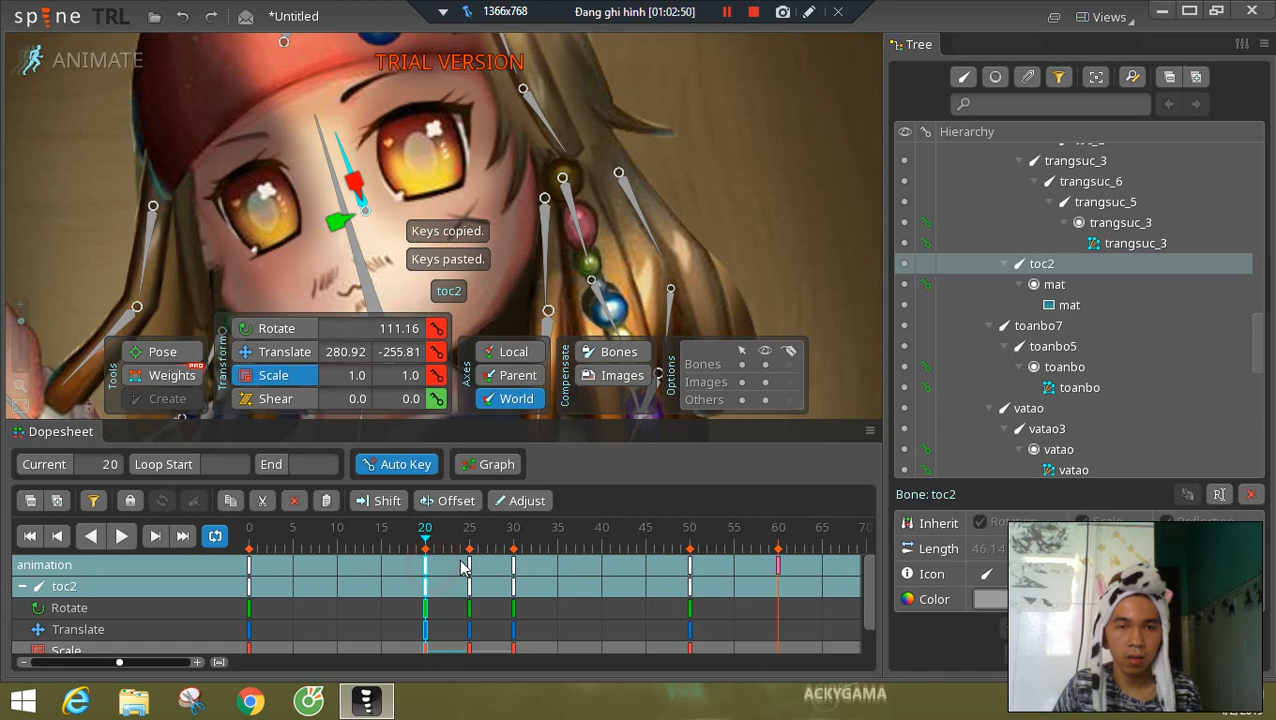 spine TRL *Untitled 1366x768 Đang ghi hình [01:02:50] Views
ANIMATE TRIAL VERSION
Keys copied.
Keys pasted.
toc2
Tools Pose
Weights PRO
Create
Transform Rotate 111.16
Translate 280.92 -255.81
Scale 1.0 1.0
Shear 0.0 0.0
Axes Local
Parent
World
Compensate Bones
Images
Options
Bones
Images
Others
Tree
Hierarchy
trangsuc_3
trangsuc_6
trangsuc_5
trangsuc_3
trangsuc_3
toc2
mat
mat
toanbo7
toanbo5
toanbo
toanbo
vatao
vatao3
vatao
vatao
Bone: toc2
Inherit Rotation
Length 46.14
Icon
Color
Dopesheet
Current 20 Loop Start End Auto Key Graph
Shift Offset Adjust
0 5 10 15 20 25 30 35 40 45 50 55 60 65 70
animation
toc2
Rotate
Translate
Scale
ACKYGAMA